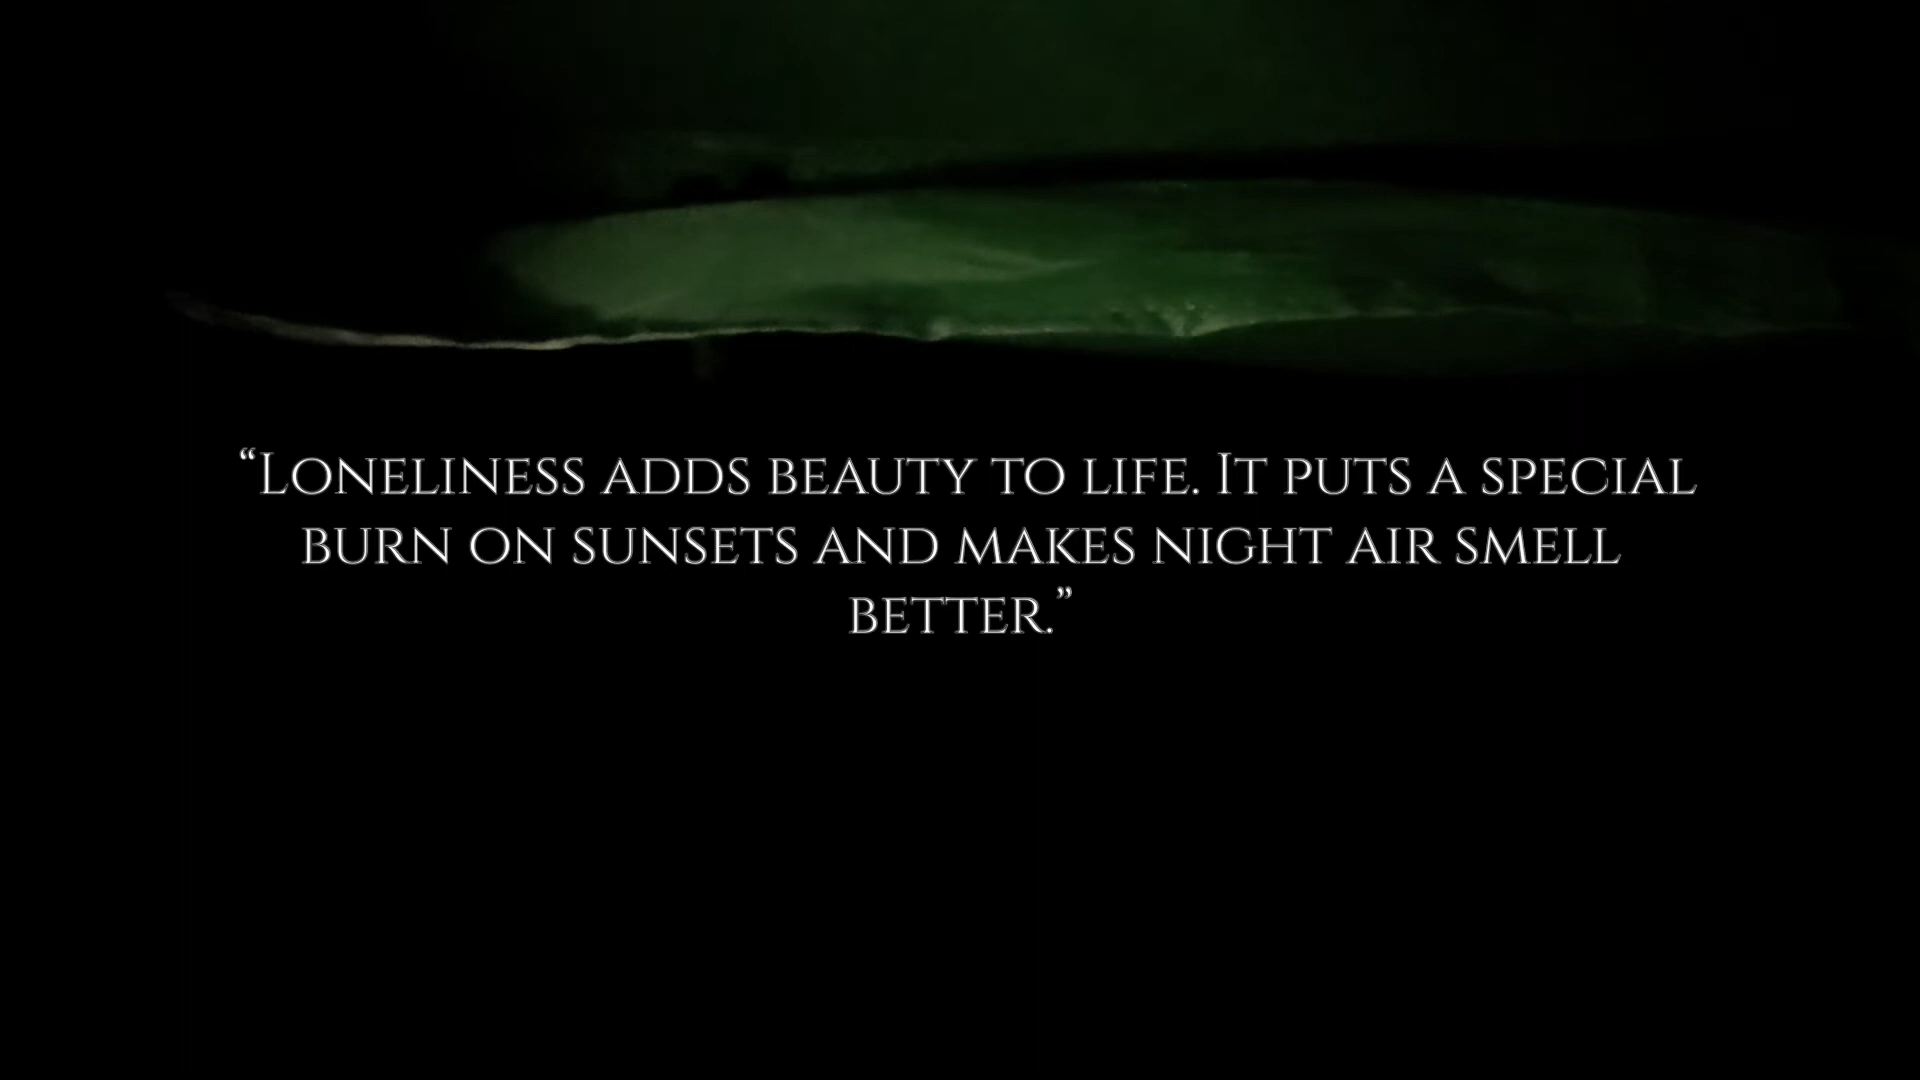 “Loneliness adds beauty to life. It puts a special
burn on sunsets and makes night air smell
better.”